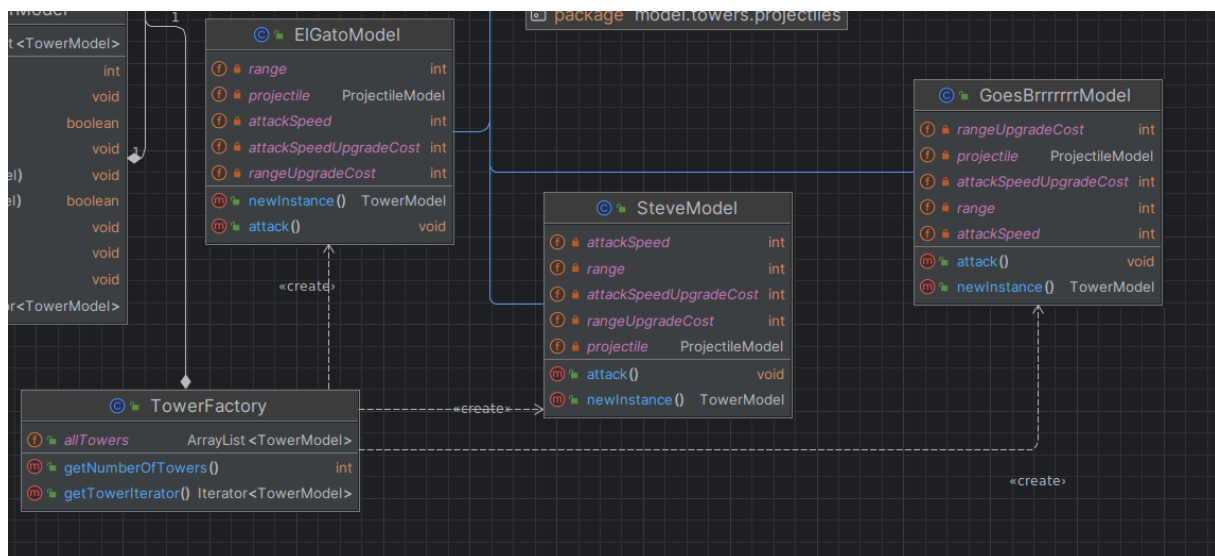 package model.towers.projectiles
1
<TowerModel>
int
void
boolean
void
1
void
boolean
void
void
void
<TowerModel>
ElGatoModel
range int
projectile ProjectileModel
attackSpeed int
attackSpeedUpgradeCost int
rangeUpgradeCost int
newInstance() TowerModel
attack() void
«create»
GoesBrrrrrrrModel
rangeUpgradeCost int
projectile ProjectileModel
attackSpeedUpgradeCost int
range int
attackSpeed int
attack() void
newInstance() TowerModel
SteveModel
attackSpeed int
range int
attackSpeedUpgradeCost int
rangeUpgradeCost int
projectile ProjectileModel
attack() void
newInstance() TowerModel
«create»
«create»
TowerFactory
allTowers ArrayList<TowerModel>
getNumberOfTowers() int
getTowerIterator() Iterator<TowerModel>